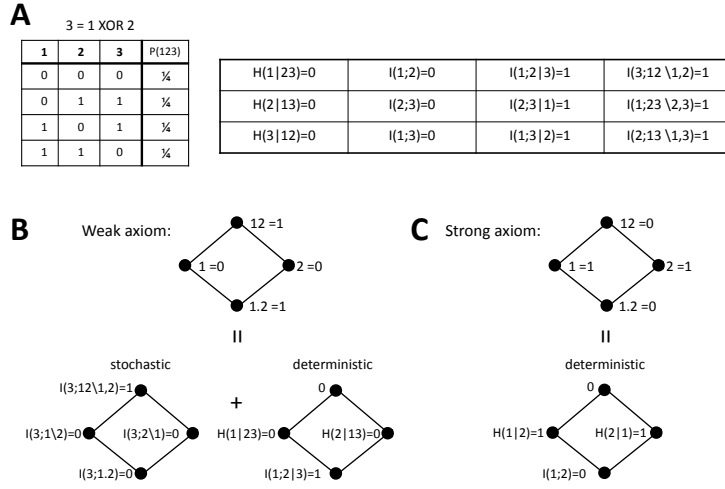 A
3 = 1 XOR 2
1 2 3 P(123)
0 0 0 ¼
0 1 1 ¼
1 0 1 ¼
1 1 0 ¼
H(1|23)=0 I(1;2)=0 I(1;2|3)=1 I(3;12 \1,2)=1
H(2|13)=0 I(2;3)=0 I(2;3|1)=1 I(1;23 \2,3)=1
H(3|12)=0 I(1;3)=0 I(1;3|2)=1 I(2;13 \1,3)=1
B
Weak axiom:
12 =1
1 =0 2 =0
1.2 =1
=
stochastic
I(3;12\1,2)=1
I(3;1\2)=0 I(3;2\1)=0
I(3;1.2)=0
+
deterministic
0
H(1|23)=0 H(2|13)=0
I(1;2|3)=1
C
Strong axiom:
12 =0
1 =1 2 =1
1.2 =0
=
deterministic
0
H(1|2)=1 H(2|1)=1
I(1;2)=0